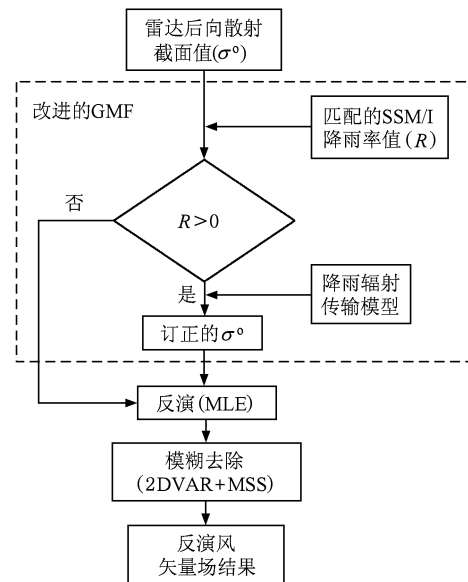 雷达后向散射
截面值(σ⁰)
改进的GMF
匹配的SSM/I
降雨率值(R)
否
R>0
是
降雨辐射
传输模型
订正的σ⁰
反演(MLE)
模糊去除
(2DVAR+MSS)
反演风
矢量场结果